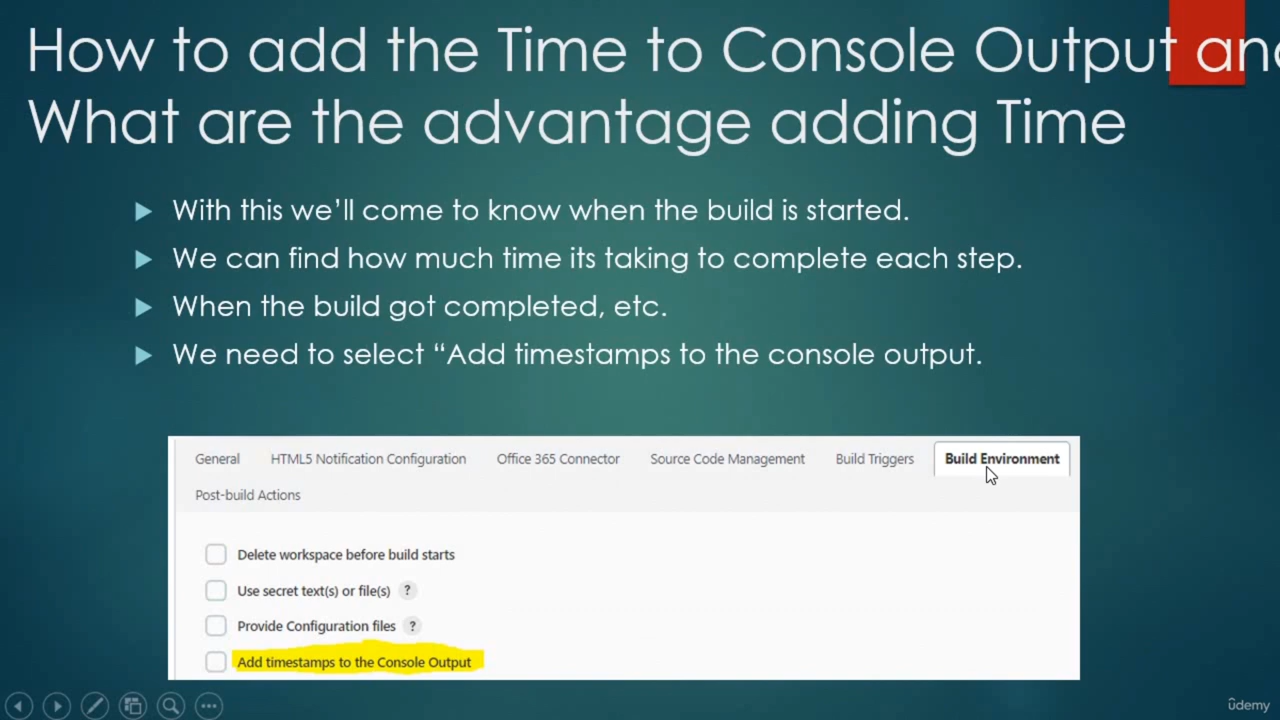 How to add the Time to Console Output and
What are the advantage adding Time
With this we’ll come to know when the build is started.
We can find how much time its taking to complete each step.
When the build got completed, etc.
We need to select “Add timestamps to the console output.
General HTML5 Notification Configuration Office 365 Connector Source Code Management Build Triggers Build Environment
Post-build Actions
Delete workspace before build starts
Use secret text(s) or file(s) ?
Provide Configuration files ?
Add timestamps to the Console Output
ûdemy